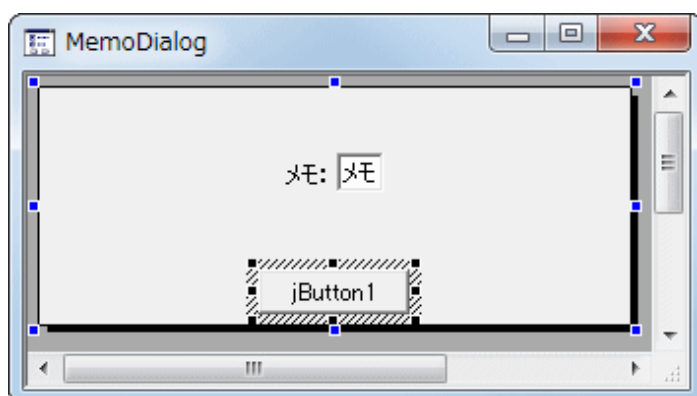 MemoDialog
メモ: メモ
jButton1